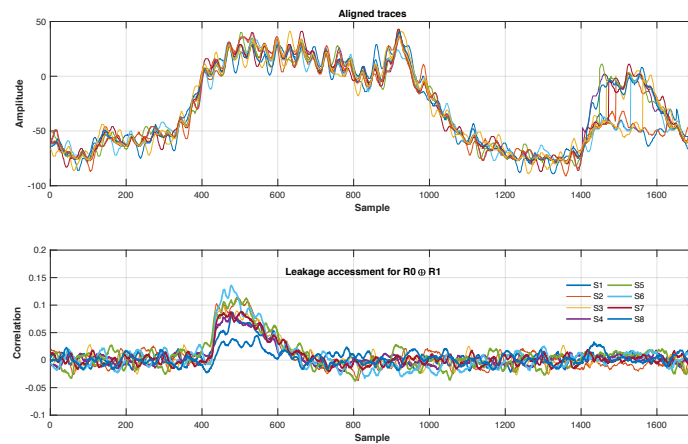 Aligned traces
50
0
-50
-100
Amplitude
0 200 400 600 800 1000 1200 1400 1600
Sample
Leakage accessment for R0 ⊕ R1
0.2
0.15
0.1
0.05
0
-0.05
-0.1
Correlation
S1 S5
S2 S6
S3 S7
S4 S8
0 200 400 600 800 1000 1200 1400 1600
Sample